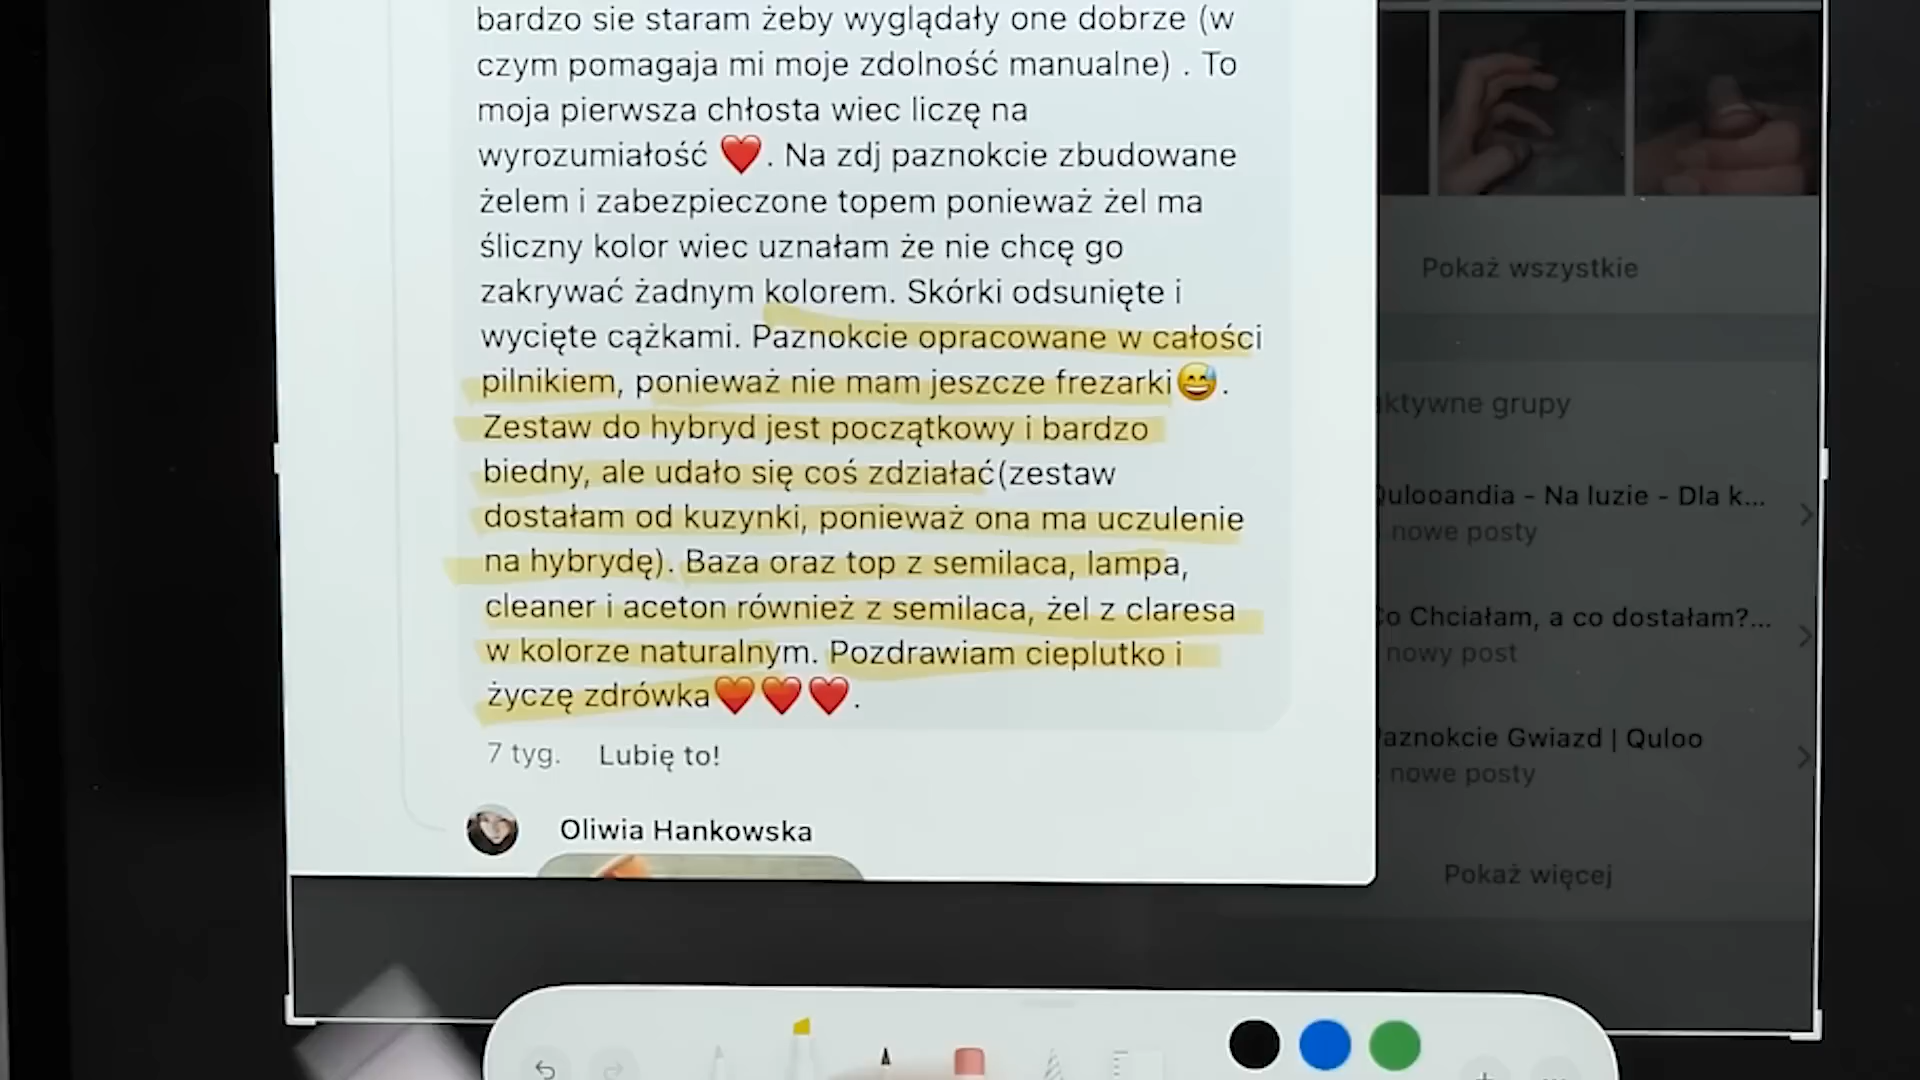 bardzo sie staram żeby wyglądały one dobrze (w
czym pomagaja mi moje zdolność manualne) . To
moja pierwsza chłosta wiec liczę na
wyrozumiałość ❤️. Na zdj paznokcie zbudowane
żelem i zabezpieczone topem ponieważ żel ma
śliczny kolor wiec uznałam że nie chcę go
zakrywać żadnym kolorem. Skórki odsunięte i
wycięte cążkami. Paznokcie opracowane w całości
pilnikiem, ponieważ nie mam jeszcze frezarki😅.
Zestaw do hybryd jest początkowy i bardzo
biedny, ale udało się coś zdziałać(zestaw
dostałam od kuzynki, ponieważ ona ma uczulenie
na hybrydę). Baza oraz top z semilaca, lampa,
cleaner i aceton również z semilaca, żel z claresa
w kolorze naturalnym. Pozdrawiam cieplutko i
życzę zdrówka❤️❤️❤️.
7 tyg. Lubię to!
Oliwia Hankowska
Pokaż wszystkie
aktywne grupy
Qulooandia - Na luzie - Dla k...
nowe posty
Co Chciałam, a co dostałam?...
nowy post
Paznokcie Gwiazd | Quloo
nowe posty
Pokaż więcej